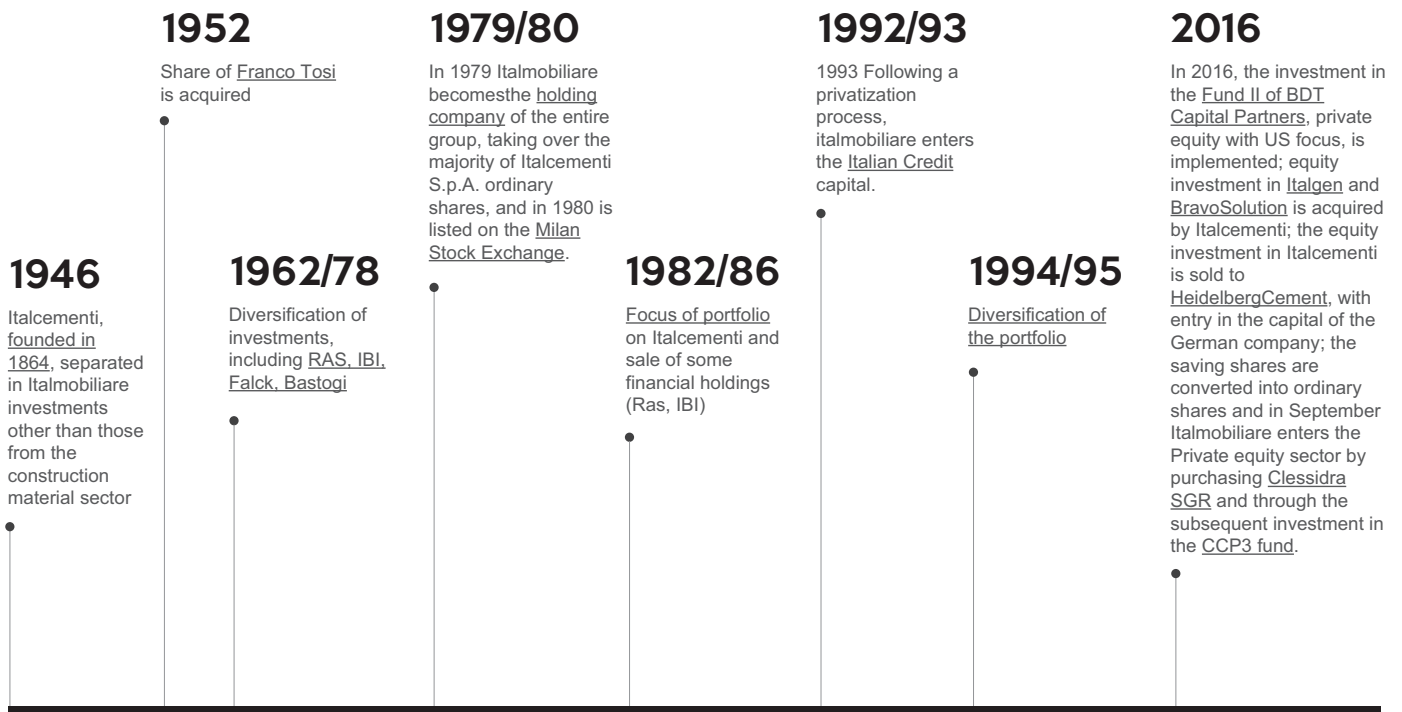 1946
Italcementi,
founded in
1864, separated
in Italmobiliare
investments
other than those
from the
construction
material sector
1952
Share of Franco Tosi
is acquired
1962/78
Diversification of
investments,
including RAS, IBI,
Falck, Bastogi
1979/80
In 1979 Italmobiliare
becomesthe holding
company of the entire
group, taking over the
majority of Italcementi
S.p.A. ordinary
shares, and in 1980 is
listed on the Milan
Stock Exchange.
1982/86
Focus of portfolio
on Italcementi and
sale of some
financial holdings
(Ras, IBI)
1992/93
1993 Following a
privatization
process,
italmobiliare enters
the Italian Credit
capital.
1994/95
Diversification of
the portfolio
2016
In 2016, the investment in
the Fund II of BDT
Capital Partners, private
equity with US focus, is
implemented; equity
investment in Italgen and
BravoSolution is acquired
by Italcementi; the equity
investment in Italcementi
is sold to
HeidelbergCement, with
entry in the capital of the
German company; the
saving shares are
converted into ordinary
shares and in September
Italmobiliare enters the
Private equity sector by
purchasing Clessidra
SGR and through the
subsequent investment in
the CCP3 fund.